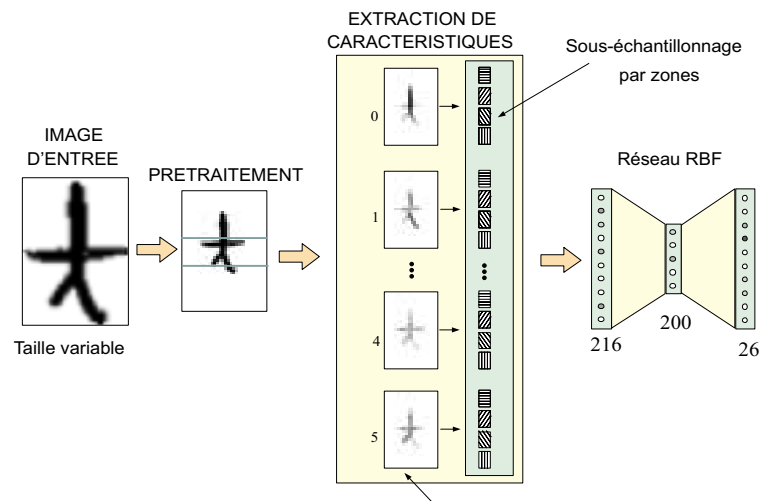 EXTRACTION DE
CARACTERISTIQUES
Sous-échantillonnage
par zones
IMAGE
D'ENTREE
PRETRAITEMENT
Réseau RBF
0
1
4
5
Taille variable
216
200
26